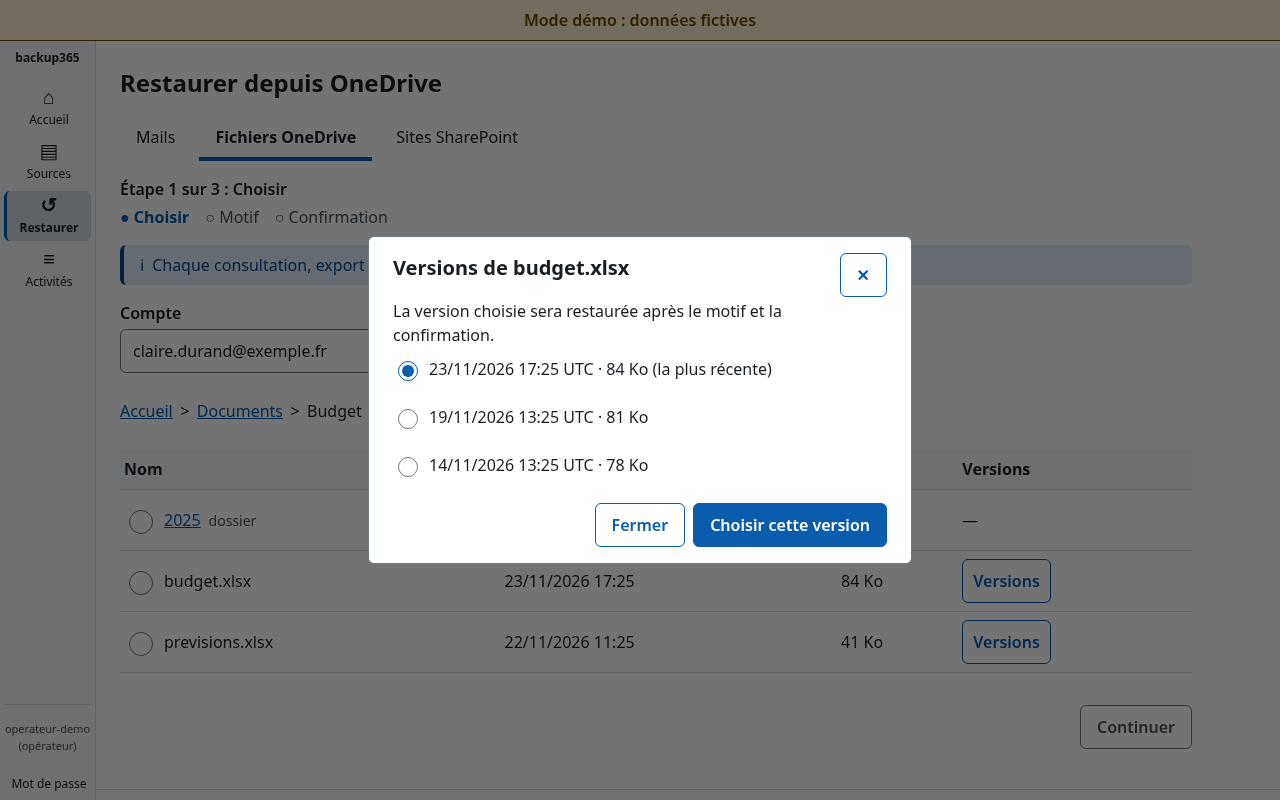 Mode démo : données fictives
backup365
Accueil
Sources
Restaurer
Activités
operateur-demo
(opérateur)
Mot de passe
Restaurer depuis OneDrive
Mails Fichiers OneDrive Sites SharePoint
Étape 1 sur 3 : Choisir
● Choisir ○ Motif ○ Confirmation
i Chaque consultation, export
Compte
claire.durand@exemple.fr
Accueil > Documents > Budget
Nom Versions
2025 dossier —
budget.xlsx 23/11/2026 17:25 84 Ko Versions
previsions.xlsx 22/11/2026 11:25 41 Ko Versions
Continuer
Versions de budget.xlsx
×
La version choisie sera restaurée après le motif et la
confirmation.
23/11/2026 17:25 UTC · 84 Ko (la plus récente)
19/11/2026 13:25 UTC · 81 Ko
14/11/2026 13:25 UTC · 78 Ko
Fermer Choisir cette version